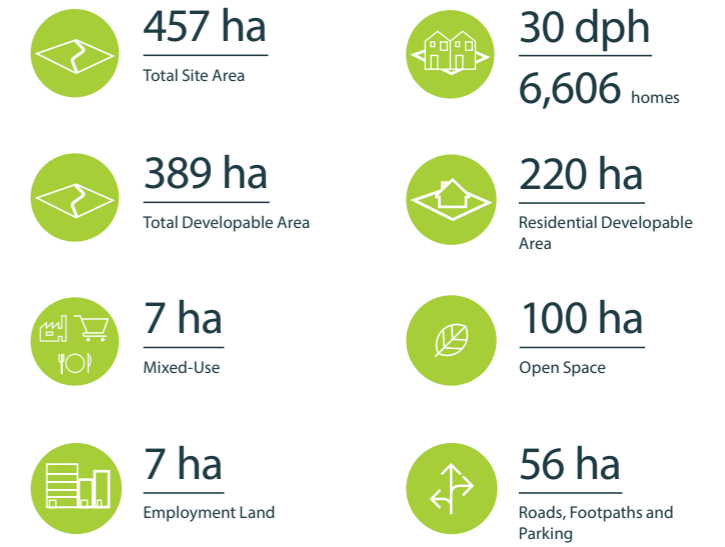 457 ha
Total Site Area
30 dph
6,606 homes
389 ha
Total Developable Area
220 ha
Residential Developable
Area
7 ha
Mixed-Use
100 ha
Open Space
7 ha
Employment Land
56 ha
Roads, Footpaths and
Parking